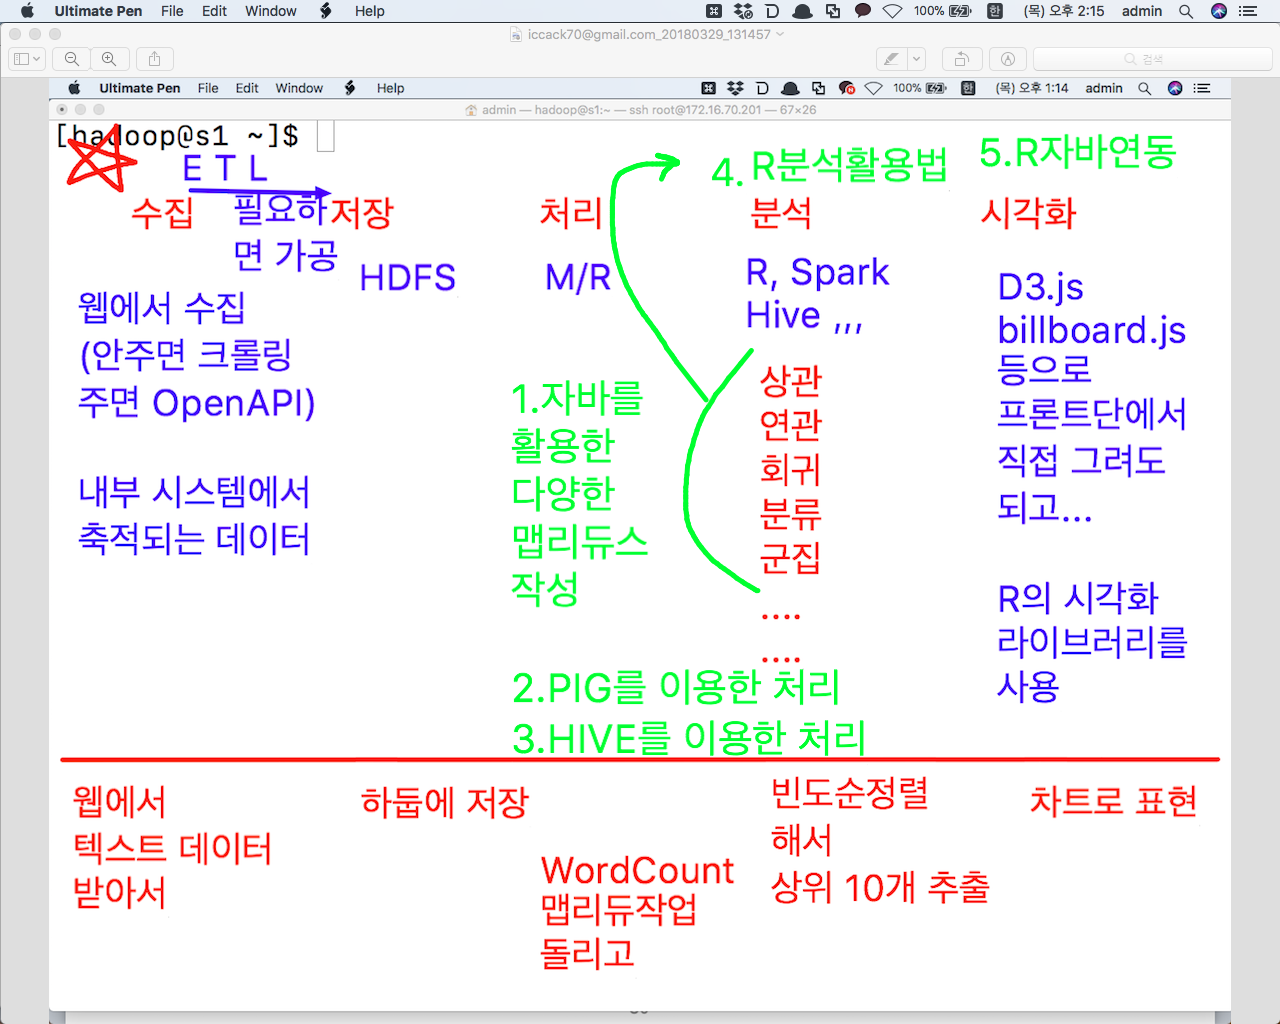 Ultimate Pen File Edit Window Help 100% 한 (목) 오후 2:15 admin
iccack70@gmail.com_20180329_131457
검색
Ultimate Pen File Edit Window Help 100% 한 (목) 오후 1:14 admin
admin — hadoop@s1:~ — ssh root@172.16.70.201 — 67×26
[hadoop@s1 ~]$
E T L
4. R분석활용법
5.R자바연동
수집
필요하
면 가공
저장
처리
분석
시각화
HDFS
M/R
R, Spark
Hive ,,,
D3.js
billboard.js
등으로
프론트단에서
직접 그려도
되고...
웹에서 수집
(안주면 크롤링
주면 OpenAPI)
내부 시스템에서
축적되는 데이터
1.자바를
활용한
다양한
맵리듀스
작성
상관
연관
회귀
분류
군집
....
....
R의 시각화
라이브러리를
사용
2.PIG를 이용한 처리
3.HIVE를 이용한 처리
웹에서
텍스트 데이터
받아서
하둡에 저장
WordCount
맵리듀작업
돌리고
빈도순정렬
해서
상위 10개 추출
차트로 표현